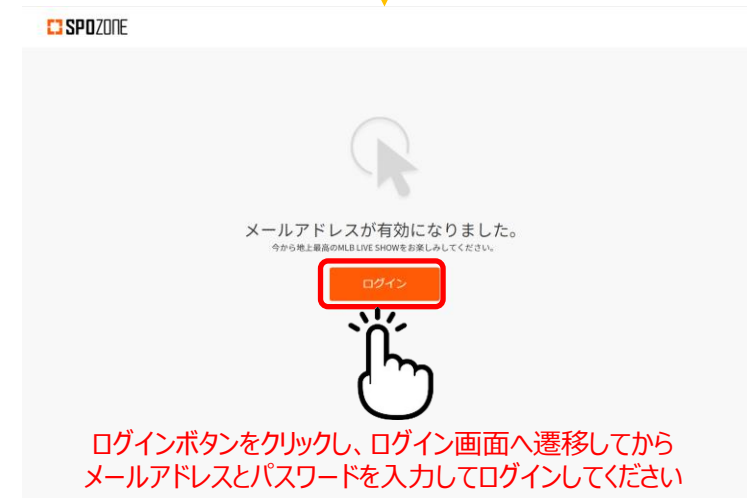 SPOZONE
メールアドレスが有効になりました。
今から地上最高のMLB LIVE SHOWをお楽しみしてください。
ログイン
ログインボタンをクリックし、ログイン画面へ遷移してから
メールアドレスとパスワードを入力してログインしてください